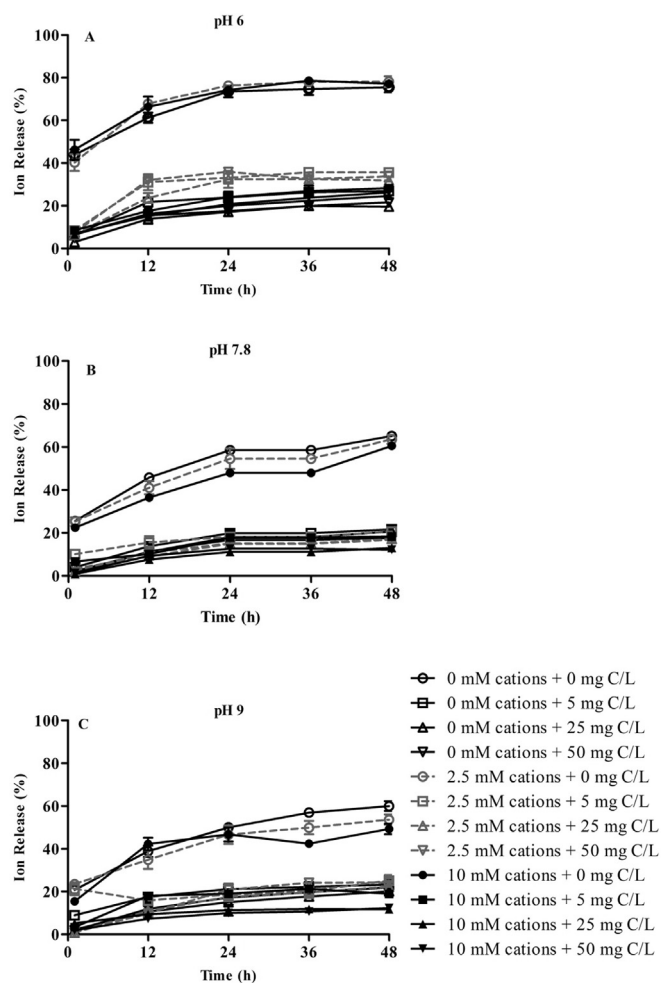 pH 6
A
100
80
60
40
20
0
Ion Release (%)
0 12 24 36 48
Time (h)
pH 7.8
B
100
80
60
40
20
0
Ion Release (%)
0 12 24 36 48
Time (h)
pH 9
C
100
80
60
40
20
0
Ion Release (%)
0 12 24 36 48
Time (h)
0 mM cations + 0 mg C/L
0 mM cations + 5 mg C/L
0 mM cations + 25 mg C/L
0 mM cations + 50 mg C/L
2.5 mM cations + 0 mg C/L
2.5 mM cations + 5 mg C/L
2.5 mM cations + 25 mg C/L
2.5 mM cations + 50 mg C/L
10 mM cations + 0 mg C/L
10 mM cations + 5 mg C/L
10 mM cations + 25 mg C/L
10 mM cations + 50 mg C/L